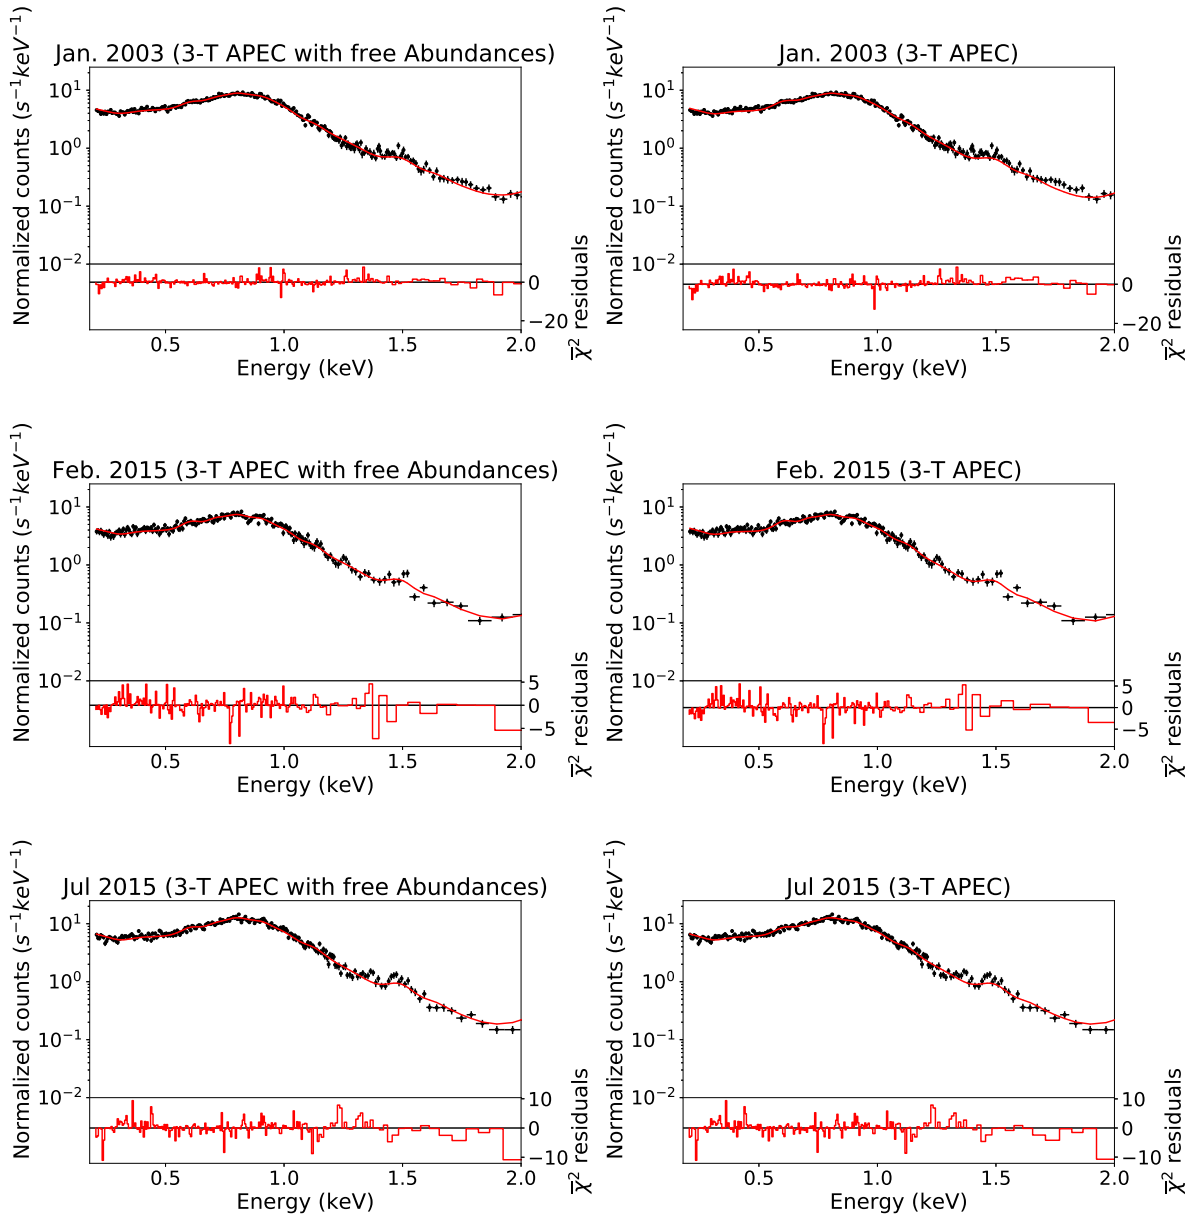 Jan. 2003 (3-T APEC with free Abundances)
Normalized counts (s⁻¹keV⁻¹)
10¹
10⁰
10⁻¹
10⁻²
0
−20
χ̅² residuals
0.5 1.0 1.5 2.0
Energy (keV)
Jan. 2003 (3-T APEC)
Normalized counts (s⁻¹keV⁻¹)
10¹
10⁰
10⁻¹
10⁻²
0
−20
χ̅² residuals
0.5 1.0 1.5 2.0
Energy (keV)
Feb. 2015 (3-T APEC with free Abundances)
Normalized counts (s⁻¹keV⁻¹)
10¹
10⁰
10⁻¹
10⁻²
5
0
−5
χ̅² residuals
0.5 1.0 1.5 2.0
Energy (keV)
Feb. 2015 (3-T APEC)
Normalized counts (s⁻¹keV⁻¹)
10¹
10⁰
10⁻¹
10⁻²
5
0
−5
χ̅² residuals
0.5 1.0 1.5 2.0
Energy (keV)
Jul 2015 (3-T APEC with free Abundances)
Normalized counts (s⁻¹keV⁻¹)
10¹
10⁰
10⁻¹
10⁻²
10
0
−10
χ̅² residuals
0.5 1.0 1.5 2.0
Energy (keV)
Jul 2015 (3-T APEC)
Normalized counts (s⁻¹keV⁻¹)
10¹
10⁰
10⁻¹
10⁻²
10
0
−10
χ̅² residuals
0.5 1.0 1.5 2.0
Energy (keV)